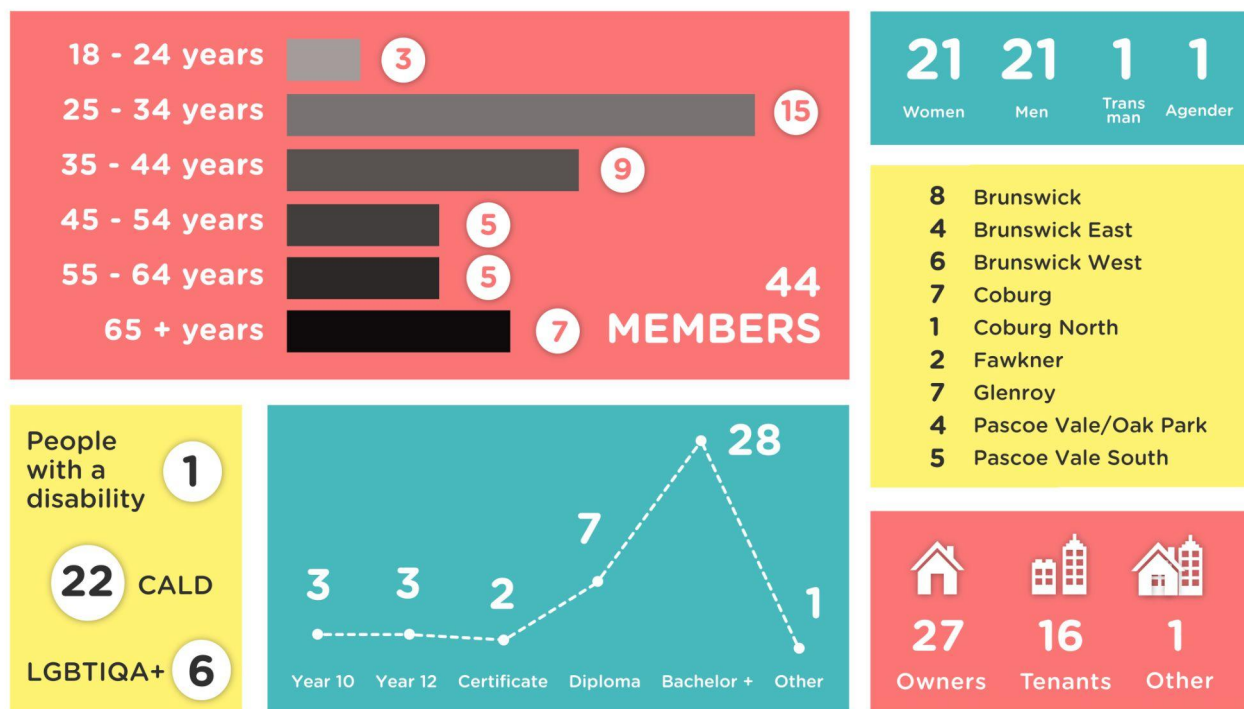 18 - 24 years 3
25 - 34 years 15
35 - 44 years 9
45 - 54 years 5
55 - 64 years 5
65 + years 7
44
MEMBERS
21 21 1 1
Women Men Trans man Agender
8 Brunswick
4 Brunswick East
6 Brunswick West
7 Coburg
1 Coburg North
2 Fawkner
7 Glenroy
4 Pascoe Vale/Oak Park
5 Pascoe Vale South
People
with a
disability
1
22 CALD
LGBTIQA+ 6
3 3 2 7 28 1
Year 10 Year 12 Certificate Diploma Bachelor + Other
27 16 1
Owners Tenants Other